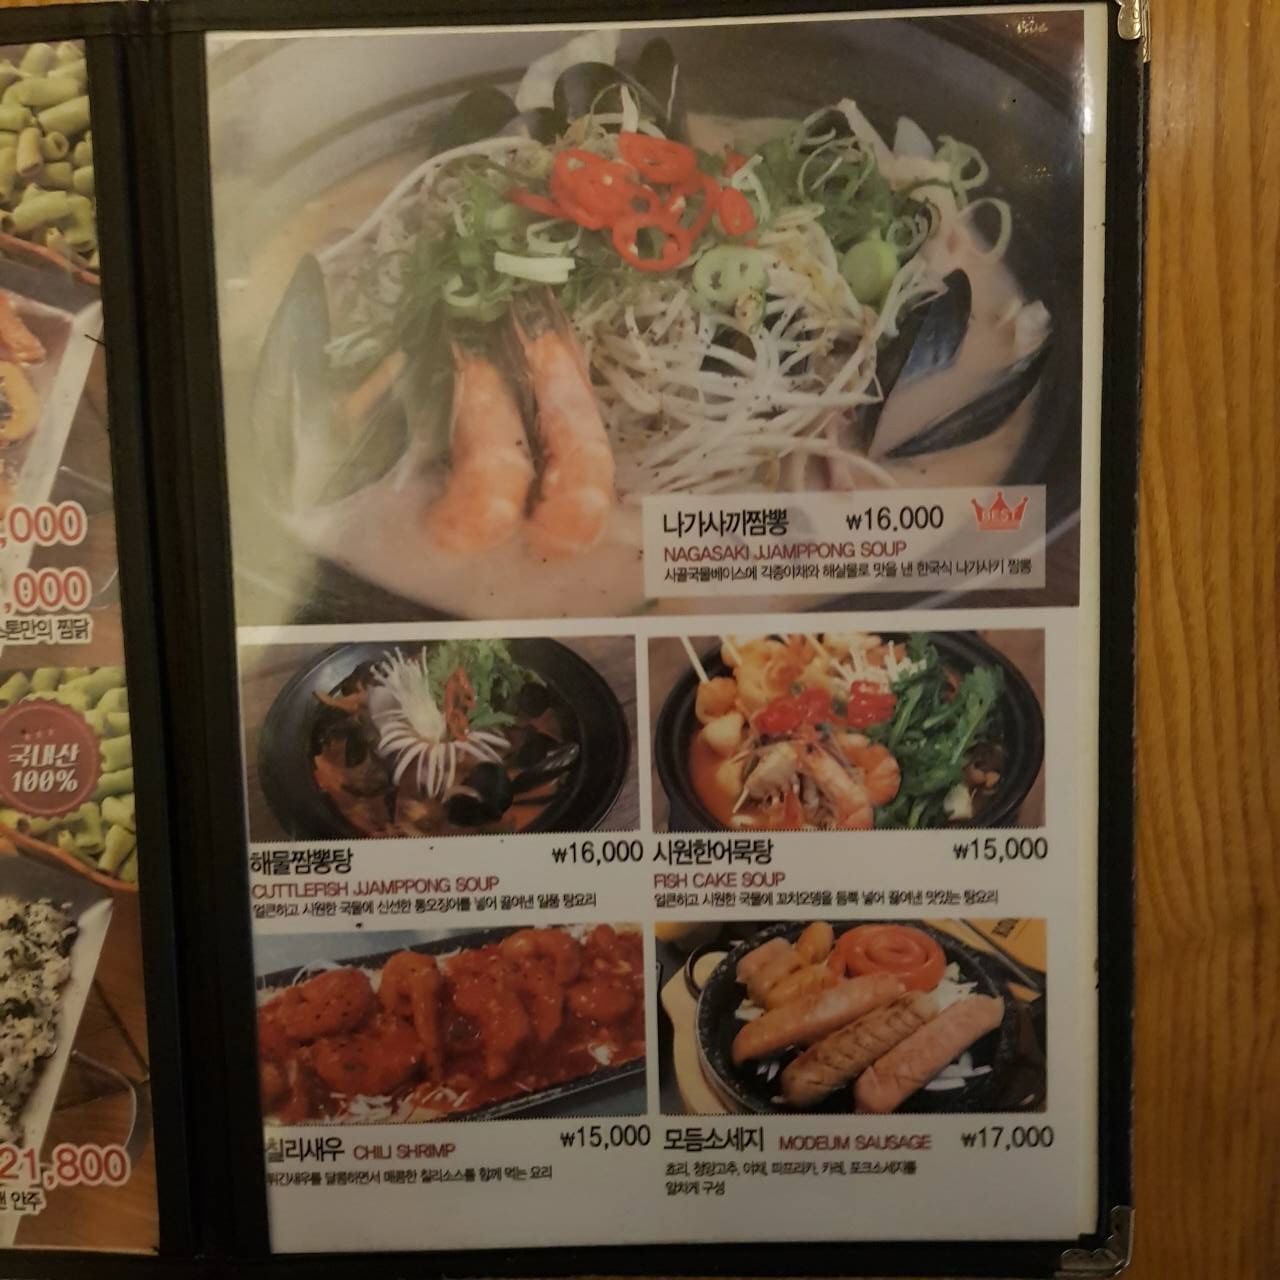 ,000
,000
스톤만의 찜닭
국내산
100%
21,800
안주
나가사끼짬뽕 ₩16,000 BEST
NAGASAKI JJAMPPONG SOUP
사골국물베이스에 각종야채와 해살물로 맛을 낸 한국식 나가사키 짬뽕
해물짬뽕탕 ₩16,000
CUTTLEFISH JJAMPPONG SOUP
얼큰하고 시원한 국물에 신선한 통오징어를 넣어 끓여낸 일품 탕요리
시원한어묵탕 ₩15,000
FISH CAKE SOUP
얼큰하고 시원한 국물에 꼬치오뎅을 듬뿍 넣어 끓여낸 맛있는 탕요리
칠리새우 CHILI SHRIMP ₩15,000
튀긴새우를 달콤하면서 매콤한 칠리소스를 함께 먹는 요리
모듬소세지 MODEUM SAUSAGE ₩17,000
효리, 청양고추, 야채, 파프리카, 카레, 포크소세지를
알차게 구성